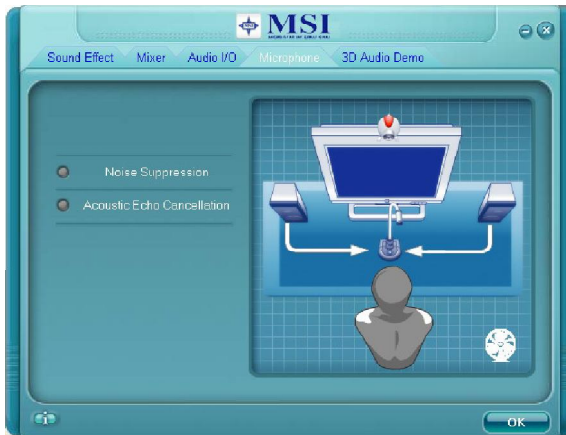 MSI
Sound Effect Mixer Audio I/O Microphone 3D Audio Demo
Noise Suppression
Acoustic Echo Cancellation
OK